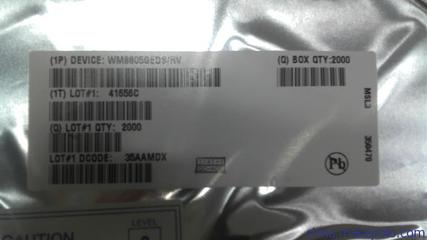 (1P) DEVICE: WM8805GEDS/RV
(Q) BOX QTY:2000
(1T) LOT#1: 41656C
(Q) LOT#1 QTY: 2000
LOT#1 DCODE: 35AAMDX
MSL3
Pb
CAUTION
LEVEL